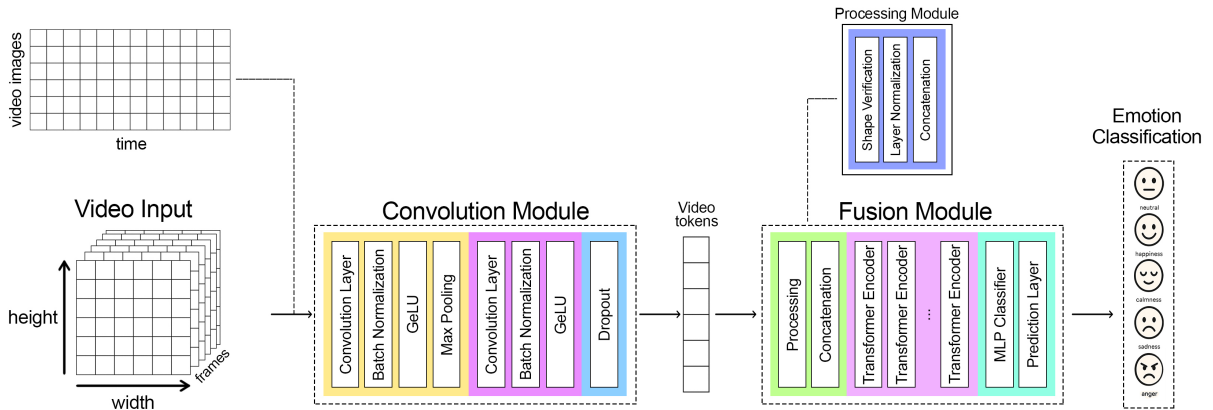 Processing Module
Shape Verification
Layer Normalization
Concatenation
video images
time
Emotion
Classification
neutral
happiness
calmness
sadness
anger
Video Input
height
width
frames
Convolution Module
Convolution Layer
Batch Normalization
GeLU
Max Pooling
Convolution Layer
Batch Normalization
GeLU
Dropout
Video
tokens
Fusion Module
Processing
Concatenation
Transformer Encoder
Transformer Encoder
...
Transformer Encoder
MLP Classifier
Prediction Layer